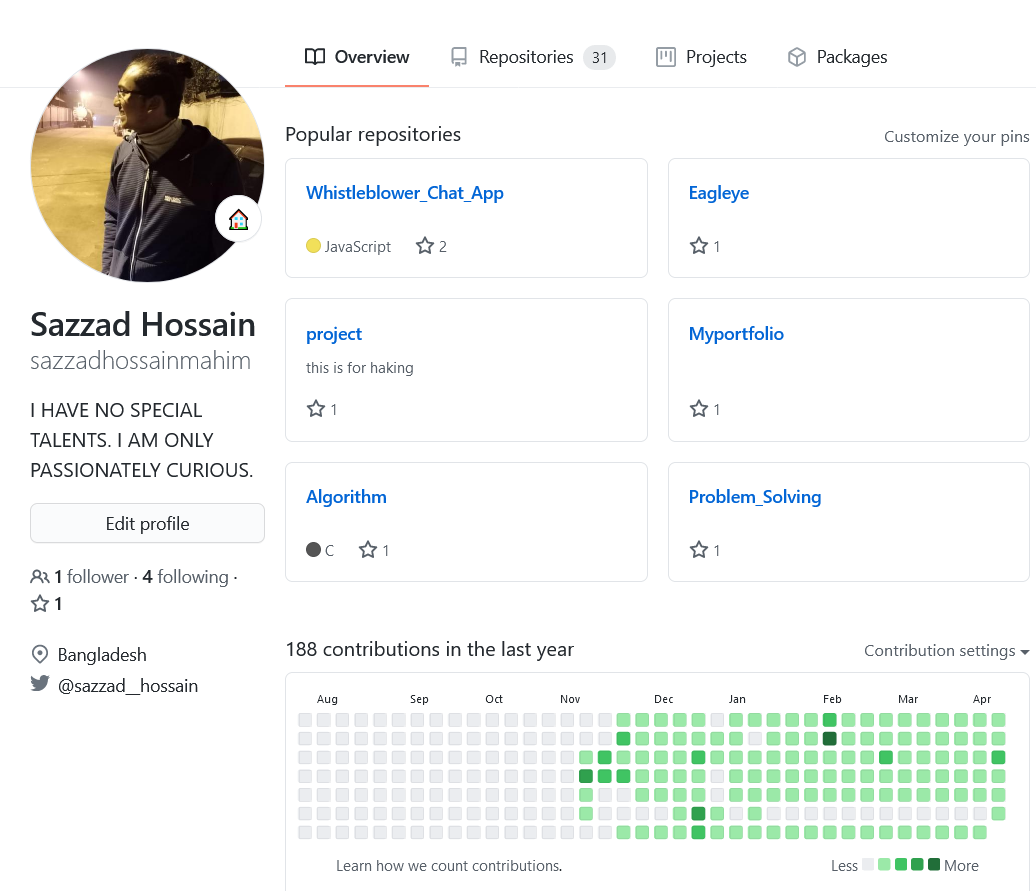 Overview Repositories 31 Projects Packages
Sazzad Hossain
sazzadhossainmahim
I HAVE NO SPECIAL
TALENTS. I AM ONLY
PASSIONATELY CURIOUS.
Edit profile
1 follower · 4 following ·
1
Bangladesh
@sazzad__hossain
Popular repositories
Customize your pins
Whistleblower_Chat_App
JavaScript 2
Eagleye
1
project
this is for haking
1
Myportfolio
1
Algorithm
C 1
Problem_Solving
1
188 contributions in the last year
Contribution settings
Aug Sep Oct Nov Dec Jan Feb Mar Apr
Learn how we count contributions.
Less More